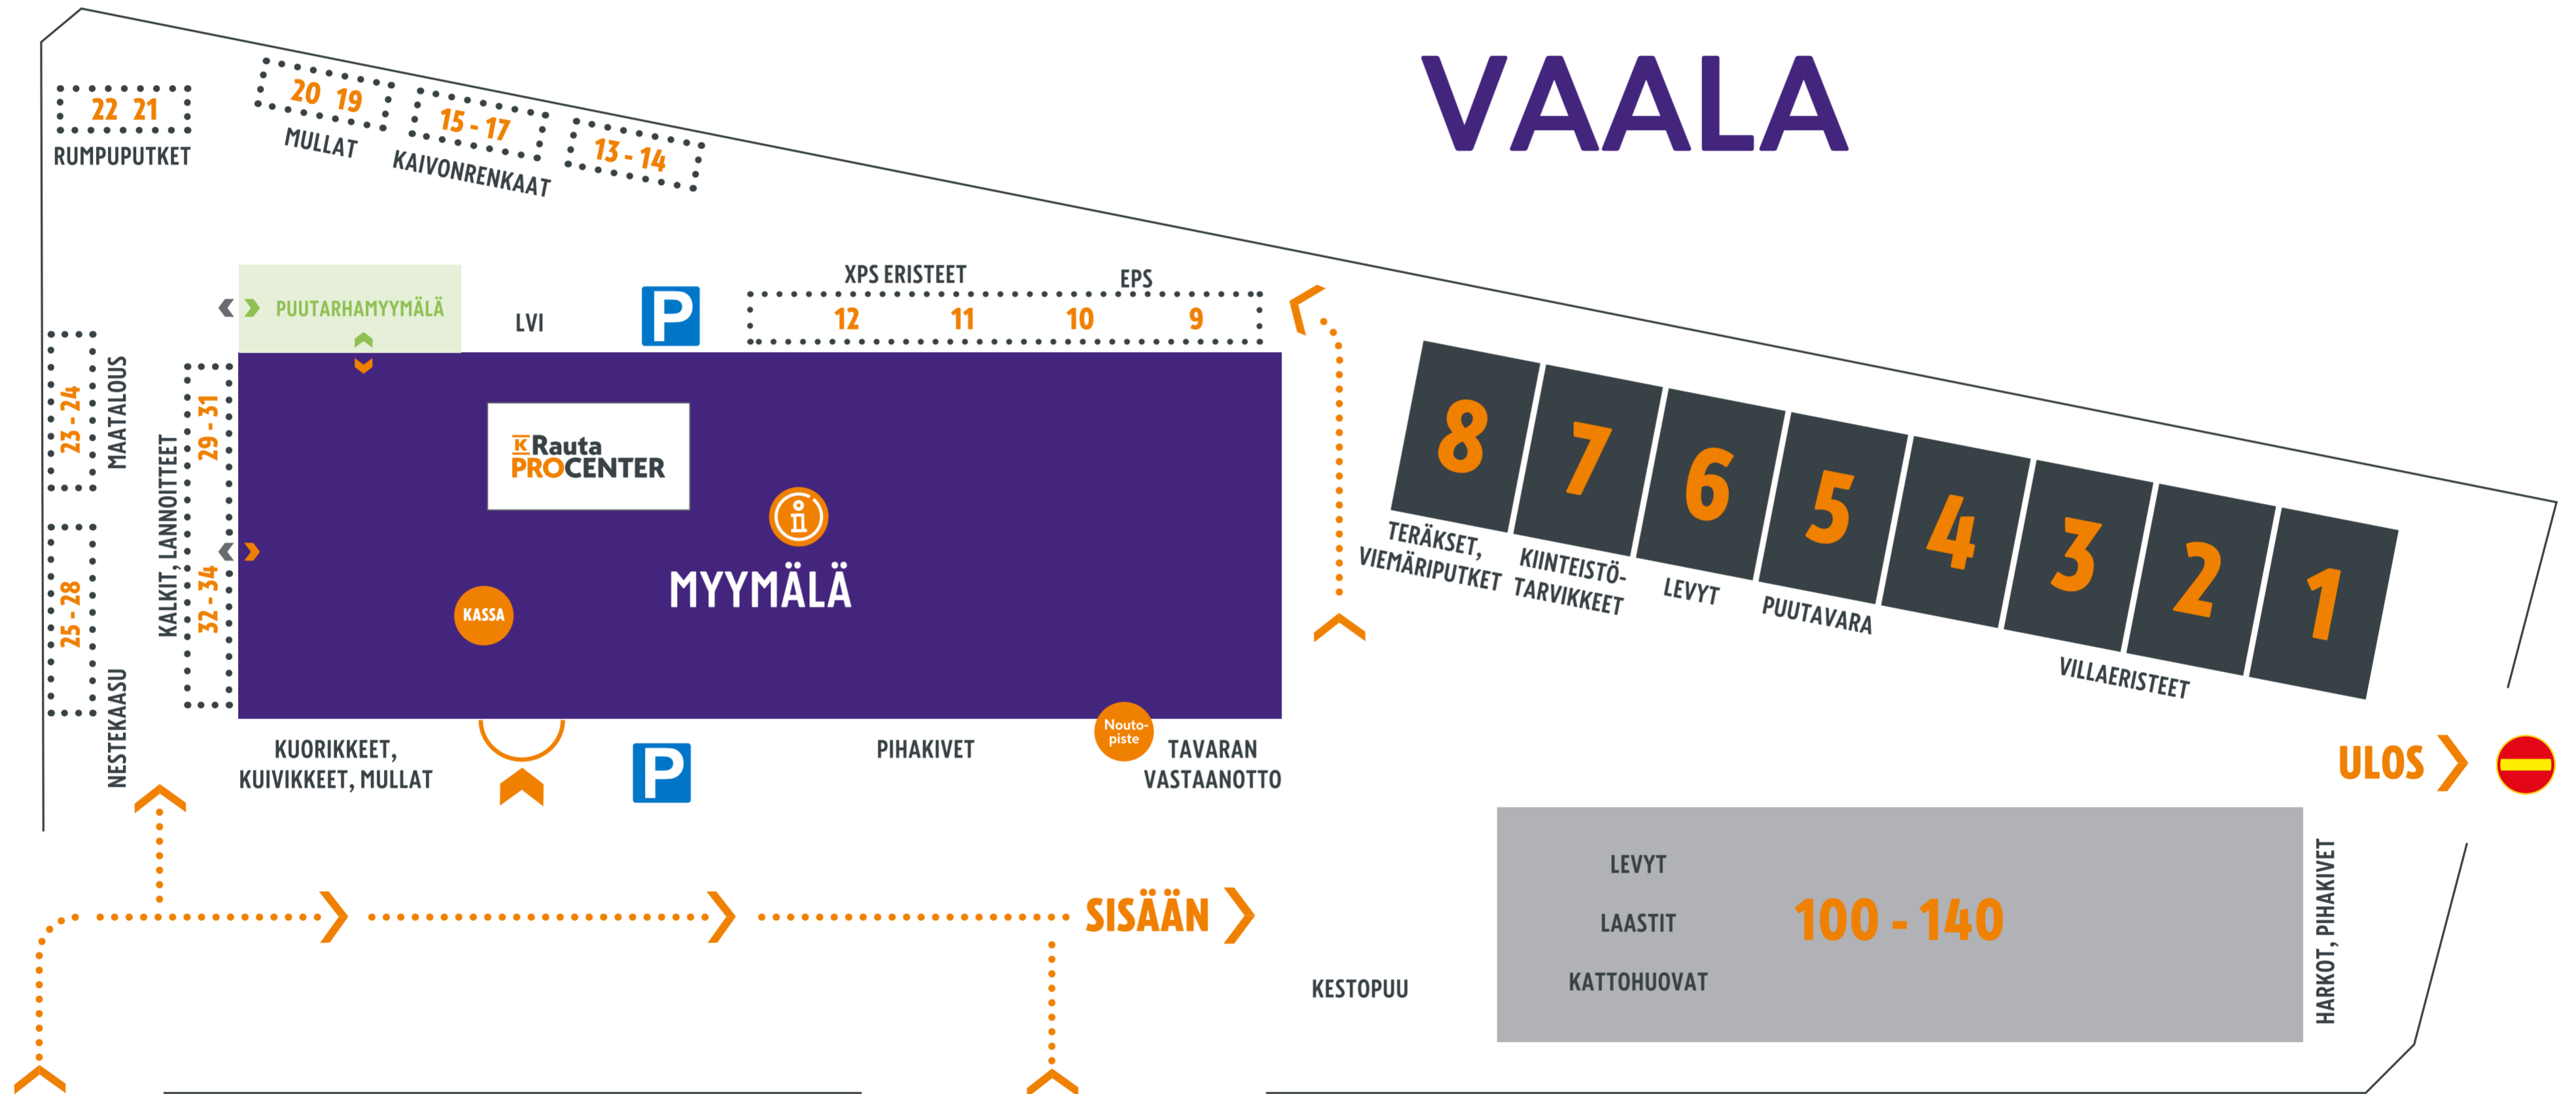 VAALA
22 21
RUMPUPUTKET
20 19
MULLAT
15 - 17
KAIVONRENKAAT
13 - 14
PUUTARHAMYYMÄLÄ
LVI
P
XPS ERISTEET
EPS
12
11
10
9
23 - 24
MAATALOUS
25 - 28
NESTEKAASU
KALKIT, LANNOITTEET
29 - 31
32 - 34
K Rauta
PROCENTER
MYYMÄLÄ
KASSA
8
7
6
5
4
3
2
1
TERÄKSET,
VIEMÄRIPUTKET
KIINTEISTÖ-
TARVIKKEET
LEVYT
PUUTAVARA
VILLAERISTEET
KUORIKKEET,
KUIVIKKEET, MULLAT
P
PIHAKIVET
Nouto-
piste
TAVARAN
VASTAANOTTO
ULOS
SISÄÄN
KESTOPUU
LEVYT
LAASTIT
KATTOHUOVAT
100 - 140
HARKOT, PIHAKIVET